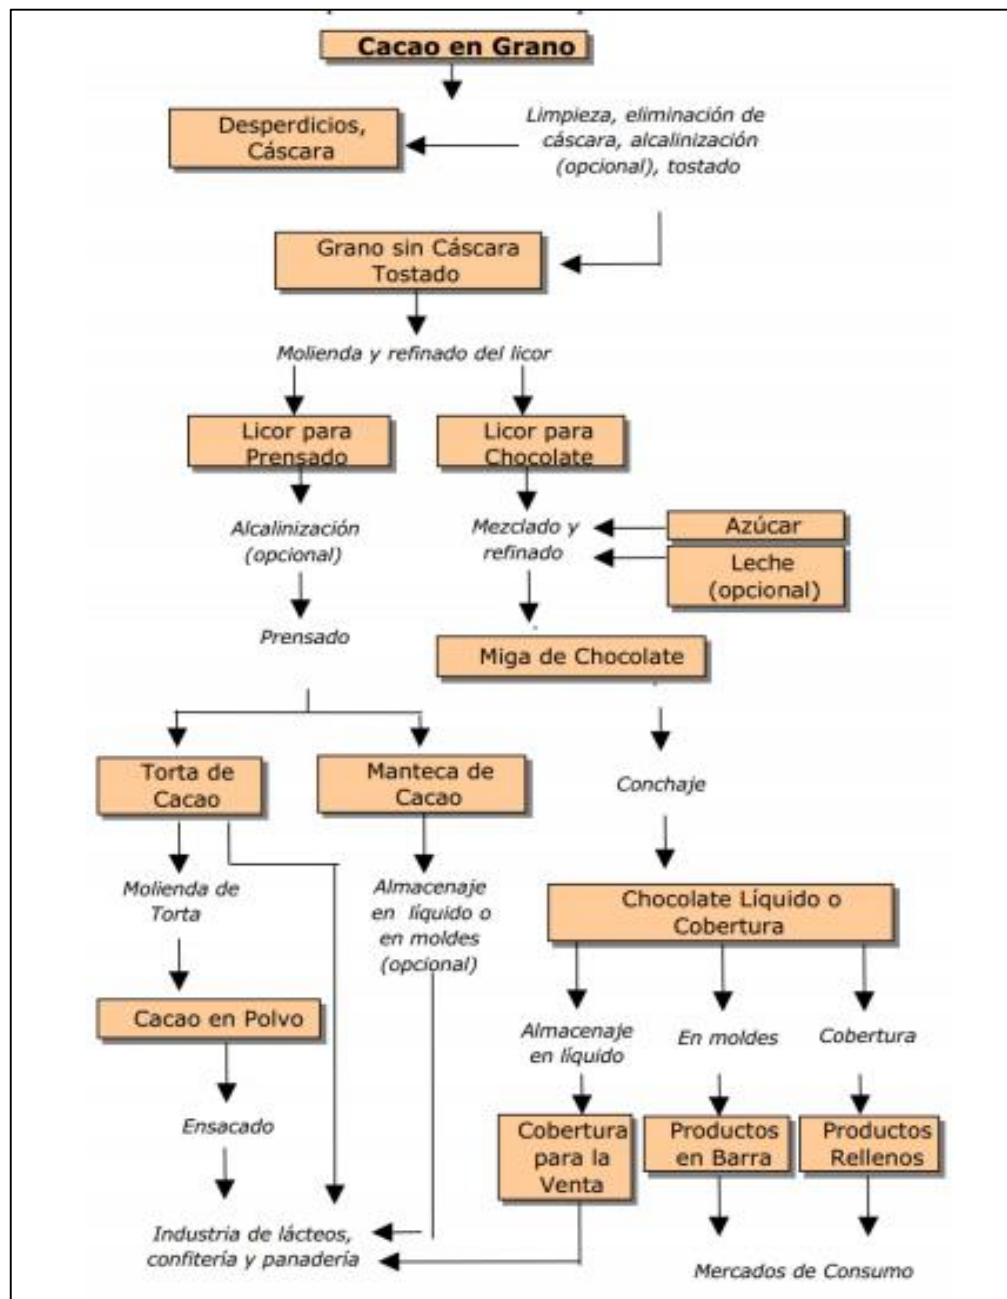 Cacao en Grano
Desperdicios,
Cáscara
Limpieza, eliminación de
cáscara, alcalinización
(opcional), tostado
Grano sin Cáscara
Tostado
Molienda y refinado del licor
Licor para
Prensado
Licor para
Chocolate
Alcalinización
(opcional)
Mezclado y
refinado
Azúcar
Leche
(opcional)
Prensado
Miga de Chocolate
Torta de
Cacao
Manteca de
Cacao
Conchaje
Molienda de
Torta
Almacenaje
en líquido o
en moldes
(opcional)
Chocolate Líquido o
Cobertura
Cacao en Polvo
Almacenaje
en líquido
En moldes
Cobertura
Ensacado
Cobertura
para la
Venta
Productos
en Barra
Productos
Rellenos
Industria de lácteos,
confitería y panadería
Mercados de Consumo